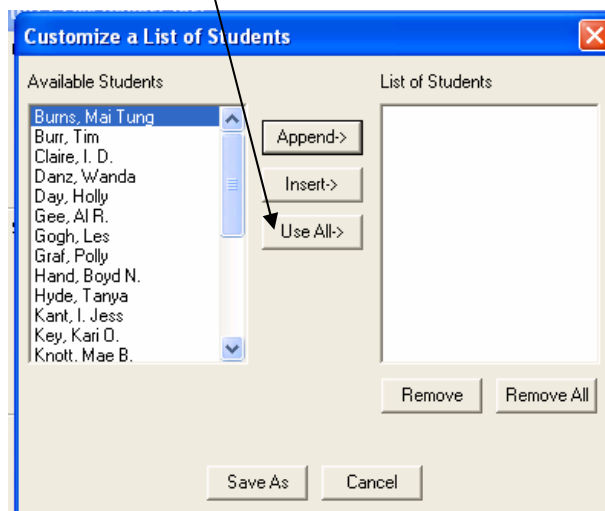 Customize a List of Students
Available Students
List of Students
Burns, Mai Tung
Burr, Tim
Claire, I. D.
Danz, Wanda
Day, Holly
Gee, Al R.
Gogh, Les
Graf, Polly
Hand, Boyd N.
Hyde, Tanya
Kant, I. Jess
Key, Kari O.
Knott, Mae B.
Append->
Insert->
Use All->
Remove
Remove All
Save As
Cancel